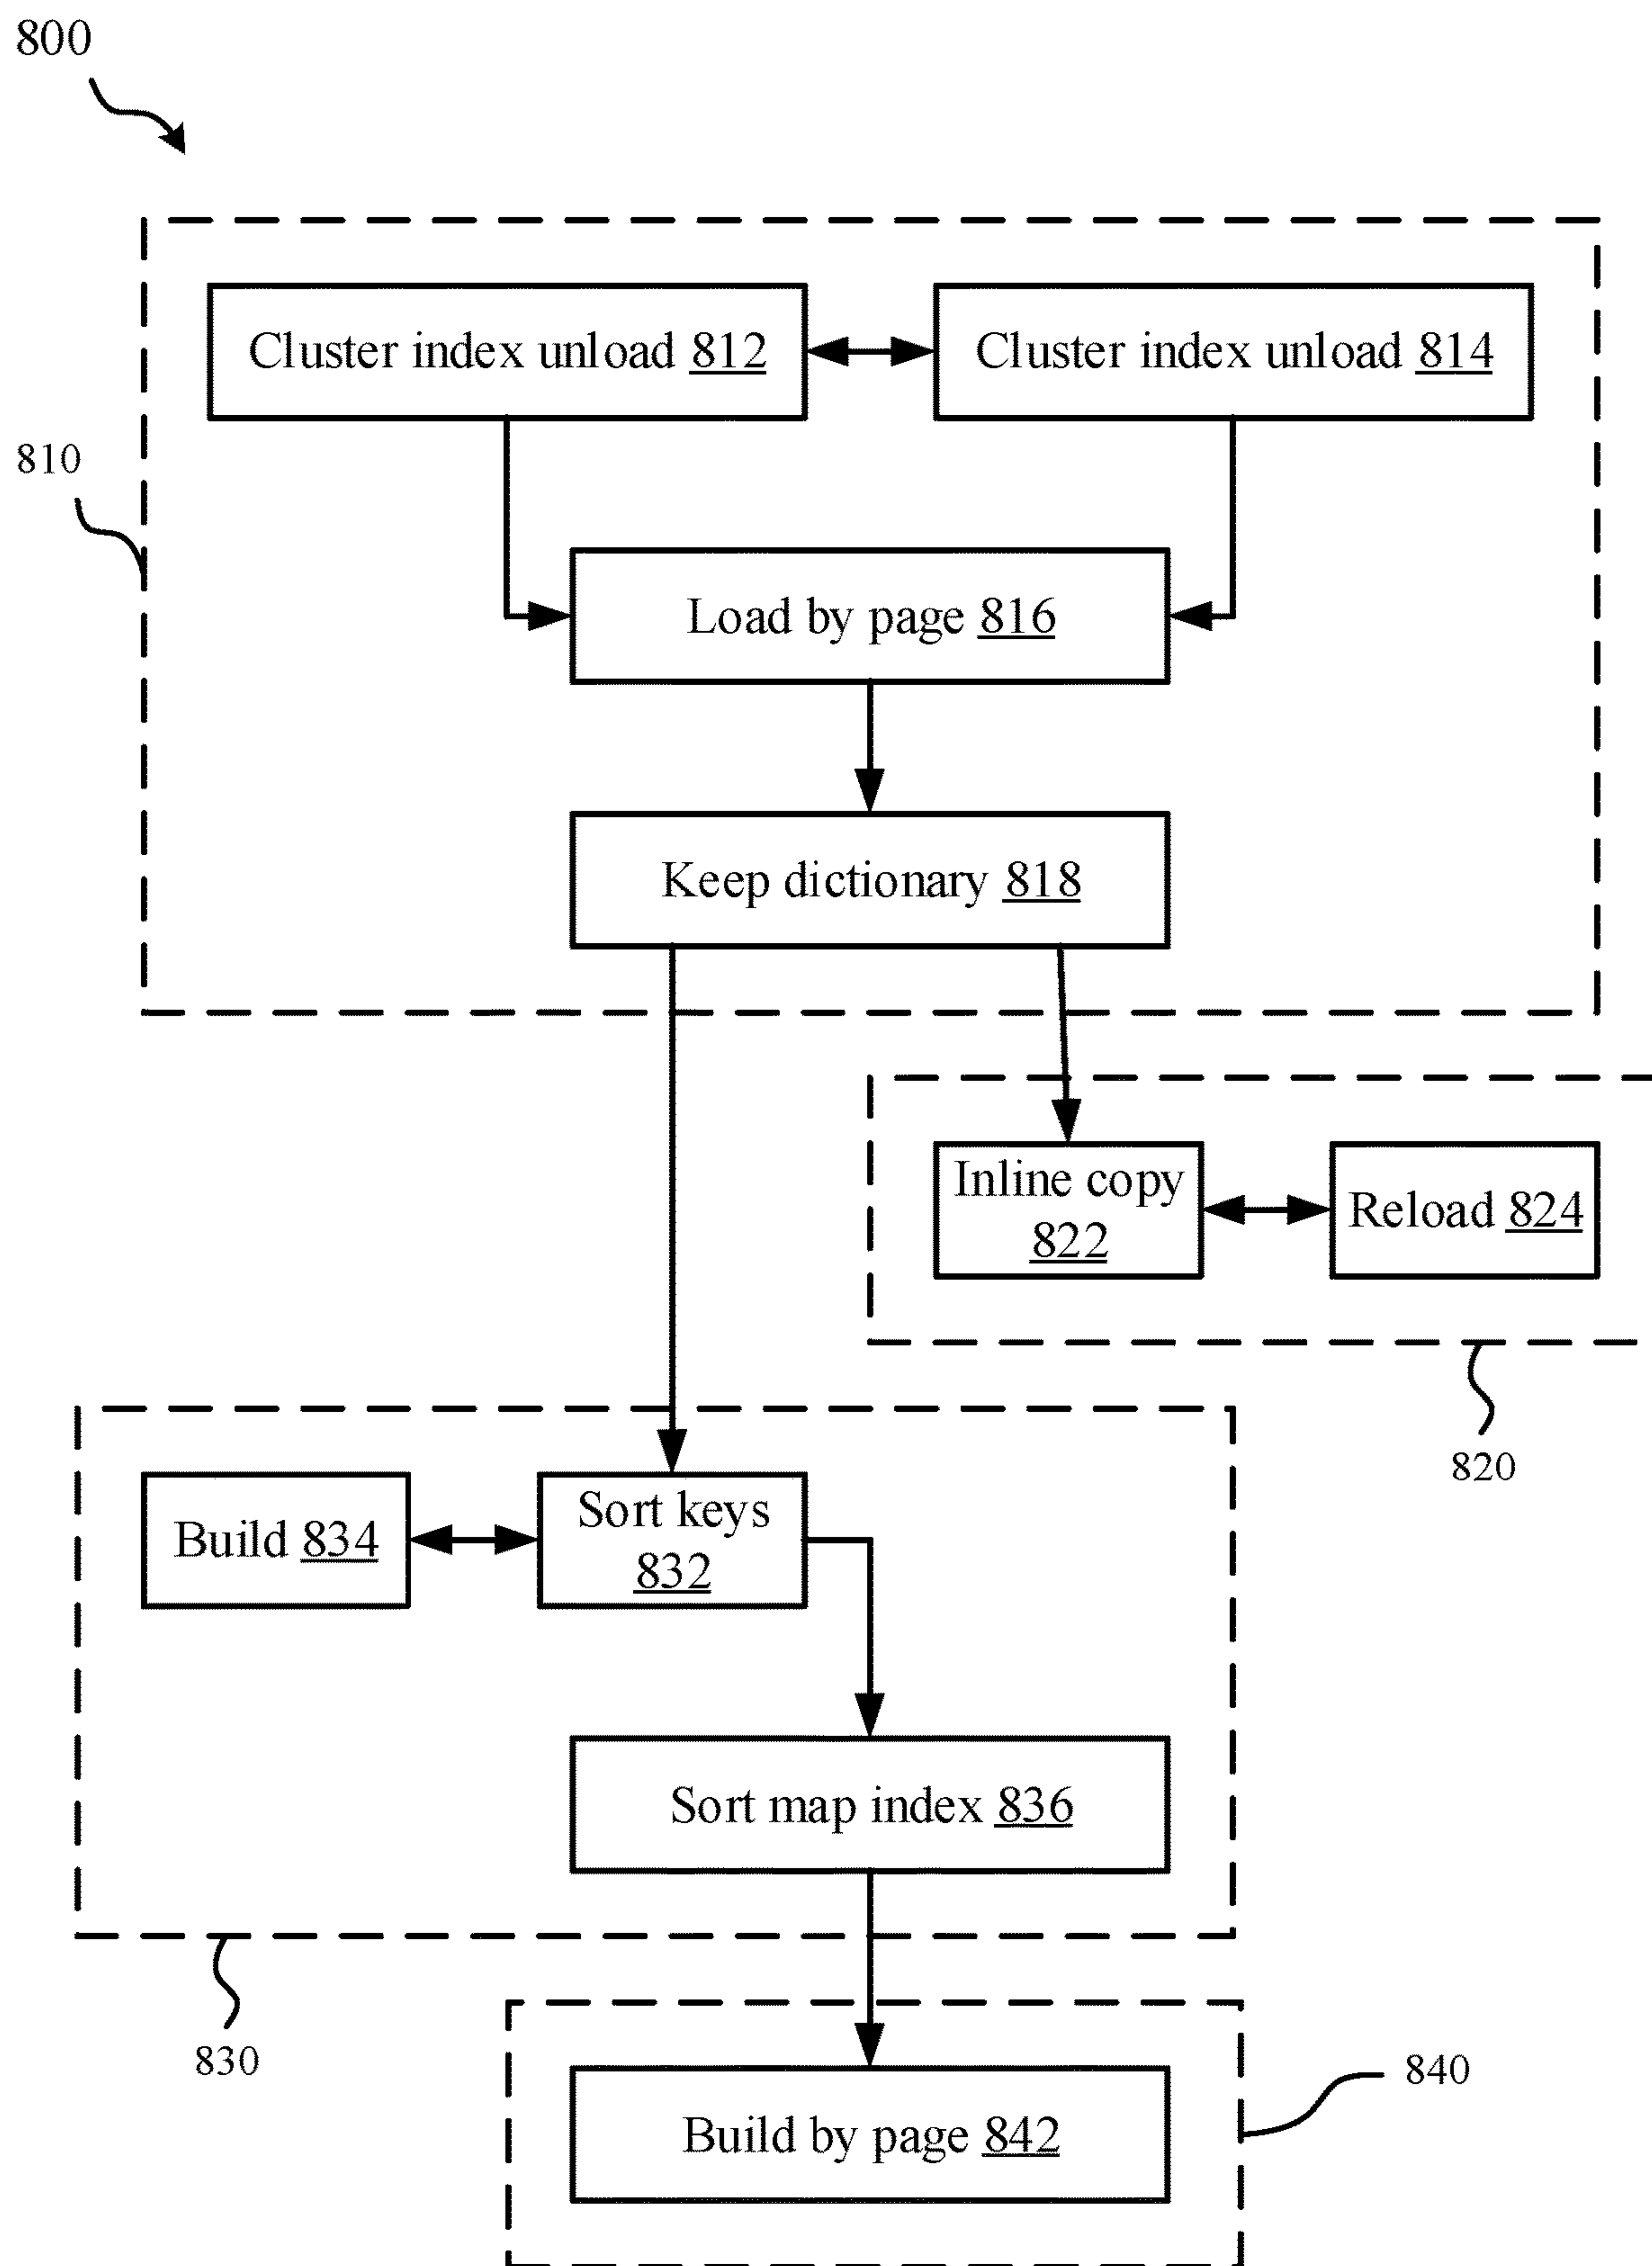 800
Cluster index unload 812
Cluster index unload 814
810
Load by page 816
Keep dictionary 818
Inline copy
822
Reload 824
820
Build 834
Sort keys
832
Sort map index 836
830
840
Build by page 842